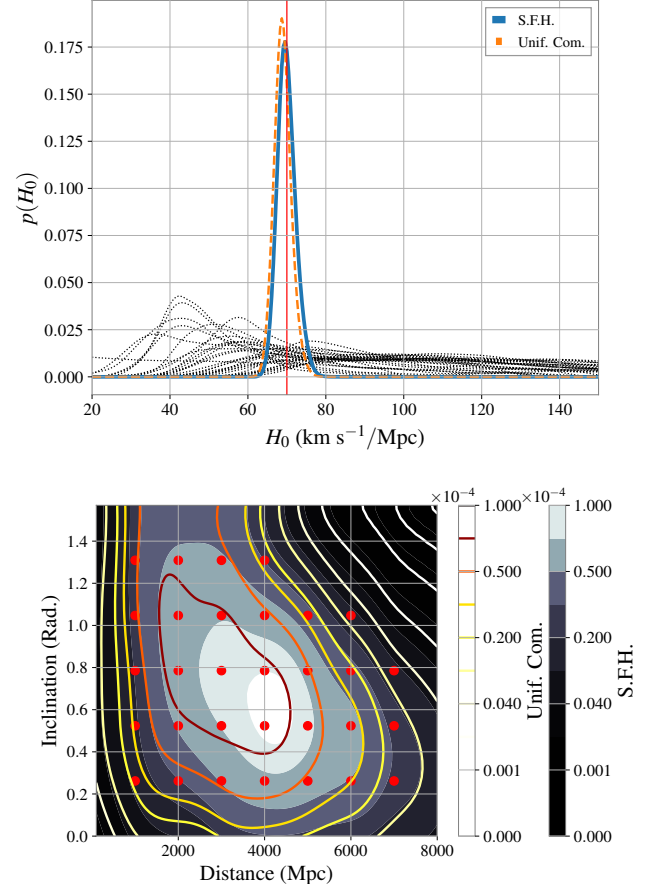 S.F.H.
Unif. Com.
0.175
0.150
0.125
0.100
0.075
0.050
0.025
0.000
p(H₀)
20 40 60 80 100 120 140
H₀ (km s⁻¹/Mpc)
×10⁻⁴ ×10⁻⁴
1.4
1.2
1.0
0.8
0.6
0.4
0.2
0.0
Inclination (Rad.)
2000 4000 6000 8000
Distance (Mpc)
1.000
0.500
0.200
0.040
0.001
0.000
Unif. Com.
1.000
0.500
0.200
0.040
0.001
0.000
S.F.H.